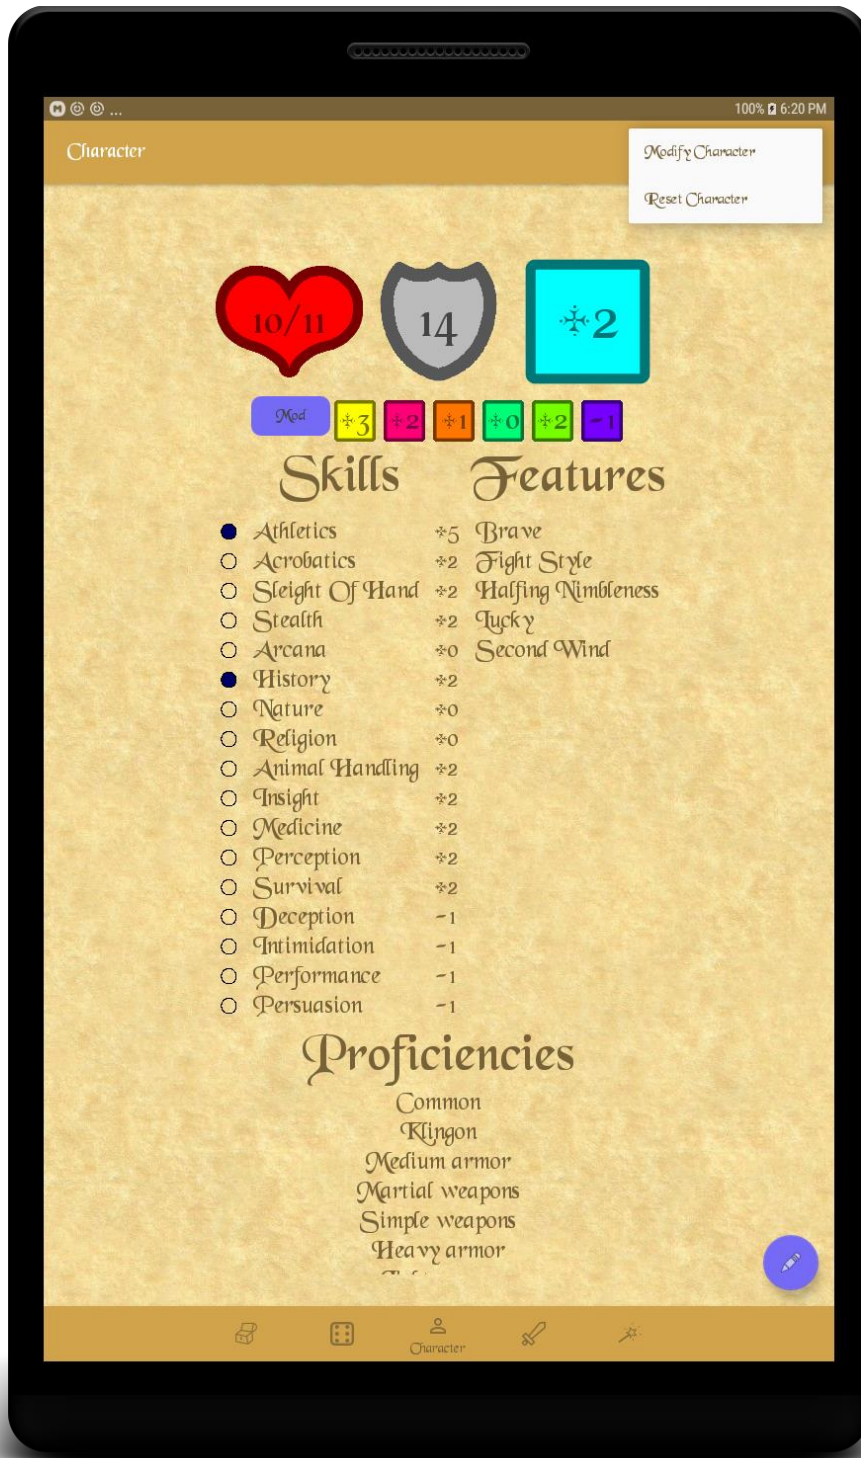 ... 100% 6:20 PM
Character
Modify Character
Reset Character
10/11 14 +2
Mod +3 +2 +1 +0 +2 -1
Skills Features
Athletics +5 Brave
Acrobatics +2 Fight Style
Sleight Of Hand +2 Halfing Nimbleness
Stealth +2 Lucky
Arcana +0 Second Wind
History +2
Nature +0
Religion +0
Animal Handling +2
Insight +2
Medicine +2
Perception +2
Survival +2
Deception -1
Intimidation -1
Performance -1
Persuasion -1
Proficiencies
Common
Klingon
Medium armor
Martial weapons
Simple weapons
Heavy armor
Character